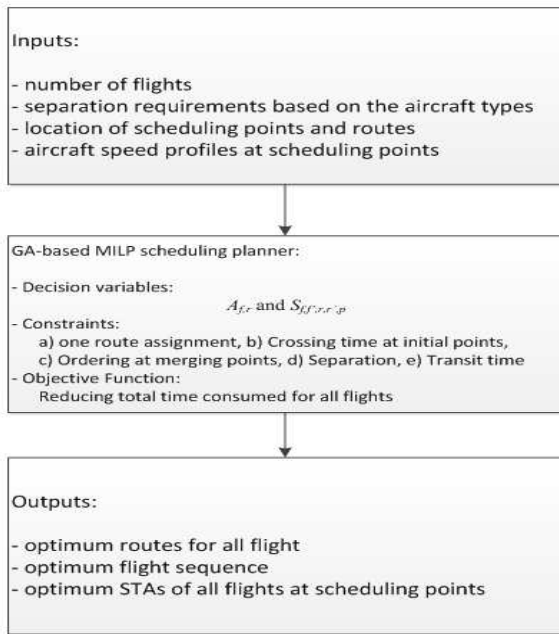 Inputs:
- number of flights
- separation requirements based on the aircraft types
- location of scheduling points and routes
- aircraft speed profiles at scheduling points
GA-based MILP scheduling planner:
- Decision variables:
A_{f,r} and S_{f,f',r,r',p}
- Constraints:
a) one route assignment, b) Crossing time at initial points,
c) Ordering at merging points, d) Separation, e) Transit time
- Objective Function:
Reducing total time consumed for all flights
Outputs:
- optimum routes for all flight
- optimum flight sequence
- optimum STAs of all flights at scheduling points